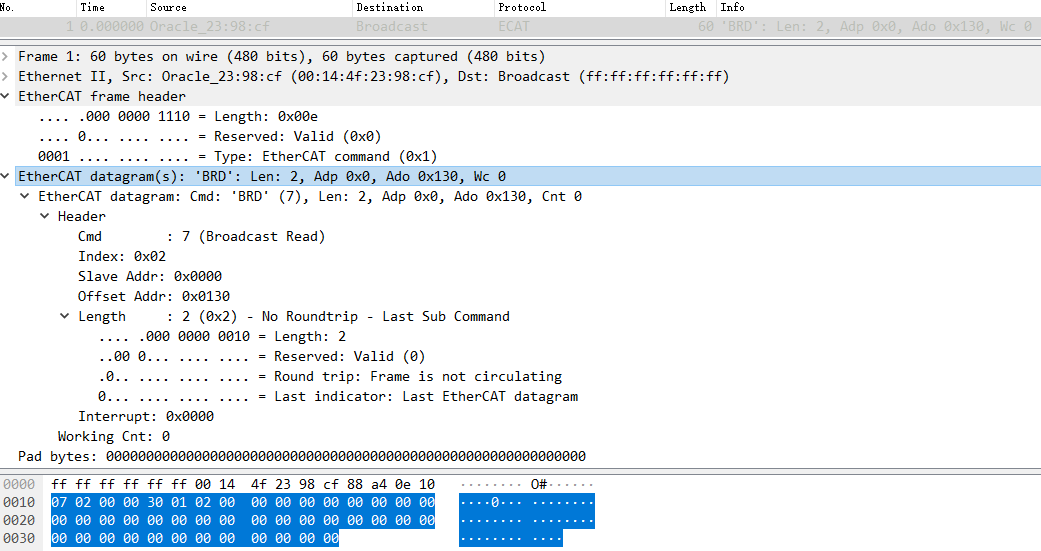 No. Time Source Destination Protocol Length Info
1 0.000000 Oracle_23:98:cf Broadcast ECAT 60 'BRD': Len: 2, Adp 0x0, Ado 0x130, Wc 0
Frame 1: 60 bytes on wire (480 bits), 60 bytes captured (480 bits)
Ethernet II, Src: Oracle_23:98:cf (00:14:4f:23:98:cf), Dst: Broadcast (ff:ff:ff:ff:ff:ff)
EtherCAT frame header
.... .000 0000 1110 = Length: 0x00e
.... 0... .... .... = Reserved: Valid (0x0)
0001 .... .... .... = Type: EtherCAT command (0x1)
EtherCAT datagram(s): 'BRD': Len: 2, Adp 0x0, Ado 0x130, Wc 0
EtherCAT datagram: Cmd: 'BRD' (7), Len: 2, Adp 0x0, Ado 0x130, Cnt 0
Header
Cmd : 7 (Broadcast Read)
Index: 0x02
Slave Addr: 0x0000
Offset Addr: 0x0130
Length : 2 (0x2) - No Roundtrip - Last Sub Command
.... .000 0000 0010 = Length: 2
..00 0... .... .... = Reserved: Valid (0)
.0.. .... .... .... = Round trip: Frame is not circulating
0... .... .... .... = Last indicator: Last EtherCAT datagram
Interrupt: 0x0000
Working Cnt: 0
Pad bytes: 0000000000000000000000000000000000000000000000000000000000
0000 ff ff ff ff ff ff 00 14 4f 23 98 cf 88 a4 0e 10 ········ O#······
0010 07 02 00 00 30 01 02 00 00 00 00 00 00 00 00 00 ····0··· ········
0020 00 00 00 00 00 00 00 00 00 00 00 00 00 00 00 00 ········ ········
0030 00 00 00 00 00 00 00 00 00 00 00 00 ········ ····